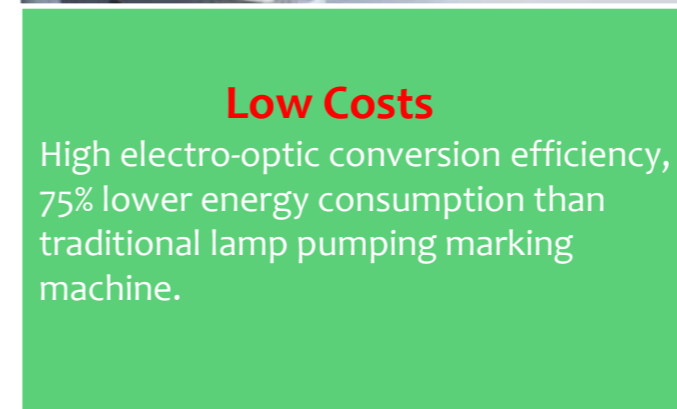 Low Costs
High electro-optic conversion efficiency,
75% lower energy consumption than
traditional lamp pumping marking
machine.